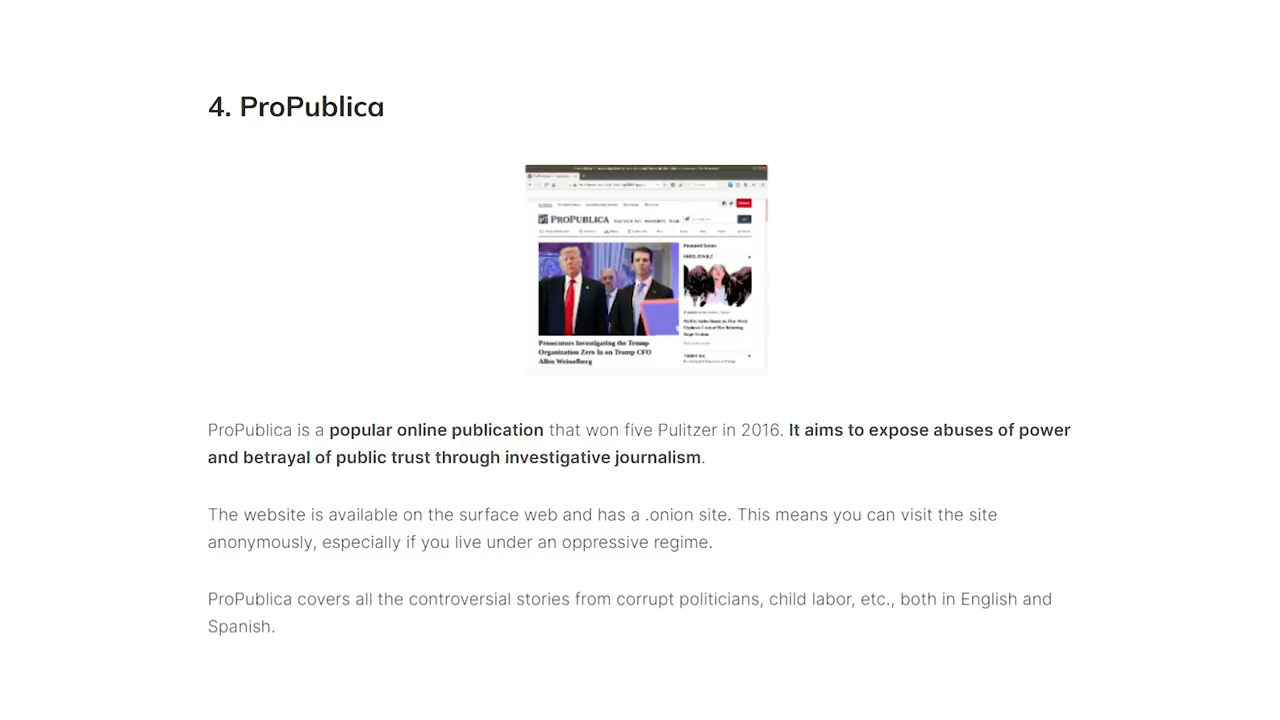 4. ProPublica
PROPUBLICA
Prosecutors Investigating the Trump
Organization Zero In on Trump CFO
Allen Weisselberg
ProPublica is a popular online publication that won five Pulitzer in 2016. It aims to expose abuses of power
and betrayal of public trust through investigative journalism.
The website is available on the surface web and has a .onion site. This means you can visit the site
anonymously, especially if you live under an oppressive regime.
ProPublica covers all the controversial stories from corrupt politicians, child labor, etc., both in English and
Spanish.